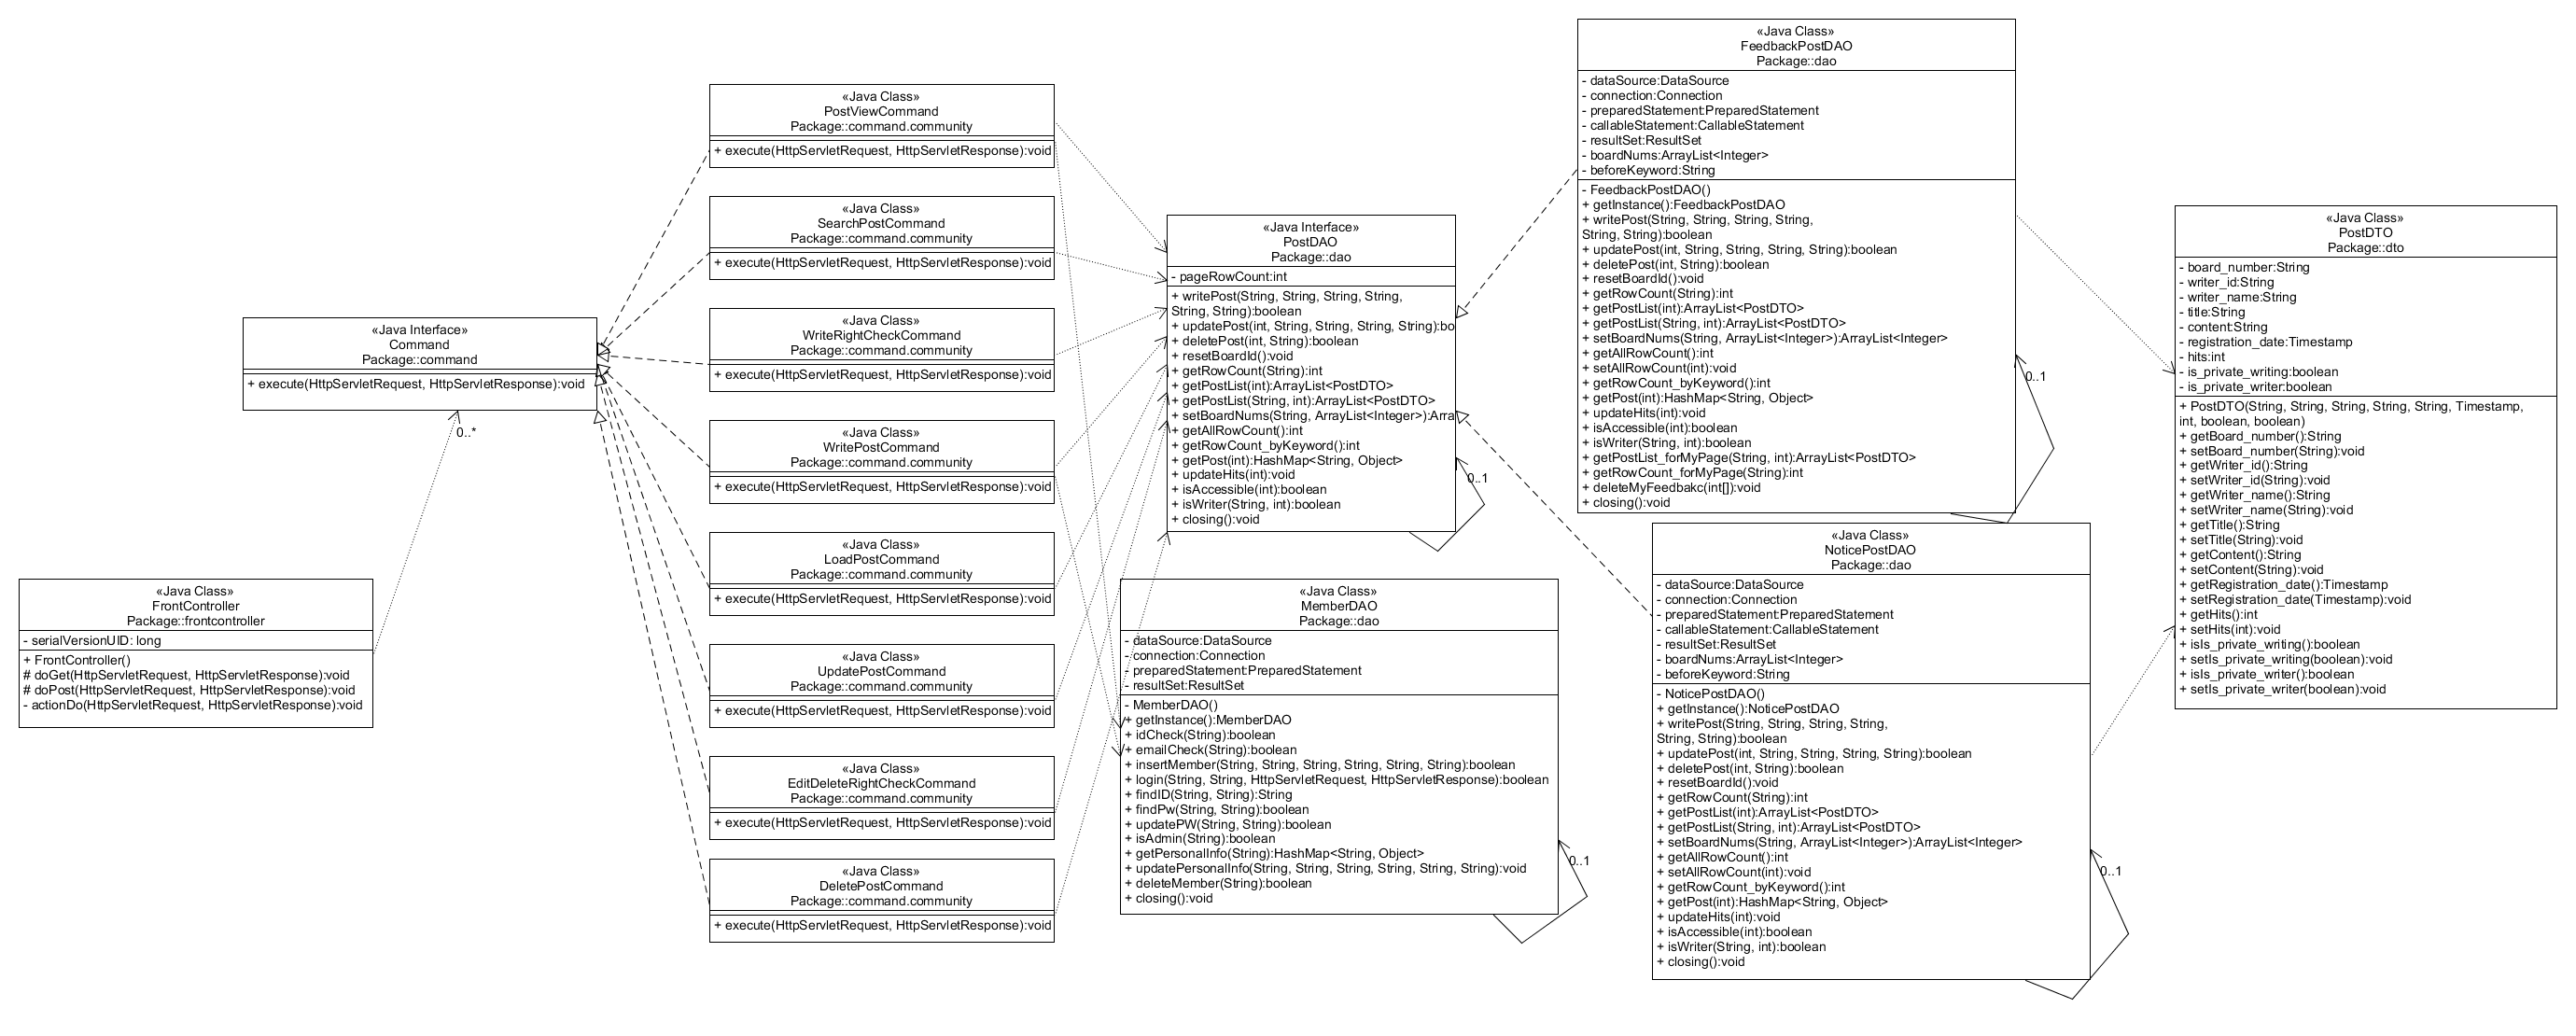 «Java Class»
FrontController
Package::frontcontroller
- serialVersionUID: long
+ FrontController()
# doGet(HttpServletRequest, HttpServletResponse):void
# doPost(HttpServletRequest, HttpServletResponse):void
- actionDo(HttpServletRequest, HttpServletResponse):void
«Java Interface»
Command
Package::command
+ execute(HttpServletRequest, HttpServletResponse):void
0..*
«Java Class»
PostViewCommand
Package::command.community
+ execute(HttpServletRequest, HttpServletResponse):void
«Java Class»
SearchPostCommand
Package::command.community
+ execute(HttpServletRequest, HttpServletResponse):void
«Java Class»
WriteRightCheckCommand
Package::command.community
+ execute(HttpServletRequest, HttpServletResponse):void
«Java Class»
WritePostCommand
Package::command.community
+ execute(HttpServletRequest, HttpServletResponse):void
«Java Class»
LoadPostCommand
Package::command.community
+ execute(HttpServletRequest, HttpServletResponse):void
«Java Class»
UpdatePostCommand
Package::command.community
+ execute(HttpServletRequest, HttpServletResponse):void
«Java Class»
EditDeleteRightCheckCommand
Package::command.community
+ execute(HttpServletRequest, HttpServletResponse):void
«Java Class»
DeletePostCommand
Package::command.community
+ execute(HttpServletRequest, HttpServletResponse):void
«Java Interface»
PostDAO
Package::dao
- pageRowCount:int
+ writePost(String, String, String, String,
String, String):boolean
+ updatePost(int, String, String, String, String):bo
+ deletePost(int, String):boolean
+ resetBoardId():void
+ getRowCount(String):int
+ getPostList(int):ArrayList<PostDTO>
+ getPostList(String, int):ArrayList<PostDTO>
+ setBoardNums(String, ArrayList<Integer>):Arra
+ getAllRowCount():int
+ getRowCount_byKeyword():int
+ getPost(int):HashMap<String, Object>
+ updateHits(int):void
+ isAccessible(int):boolean
+ isWriter(String, int):boolean
+ closing():void
0..1
«Java Class»
MemberDAO
Package::dao
- dataSource:DataSource
- connection:Connection
- preparedStatement:PreparedStatement
- resultSet:ResultSet
- MemberDAO()
+ getInstance():MemberDAO
+ idCheck(String):boolean
+ emailCheck(String):boolean
+ insertMember(String, String, String, String, String, String):boolean
+ login(String, String, HttpServletRequest, HttpServletResponse):boolean
+ findID(String, String):String
+ findPw(String, String):boolean
+ updatePW(String, String):boolean
+ isAdmin(String):boolean
+ getPersonalInfo(String):HashMap<String, Object>
+ updatePersonalInfo(String, String, String, String, String, String):void
+ deleteMember(String):boolean
+ closing():void
0..1
«Java Class»
FeedbackPostDAO
Package::dao
- dataSource:DataSource
- connection:Connection
- preparedStatement:PreparedStatement
- callableStatement:CallableStatement
- resultSet:ResultSet
- boardNums:ArrayList<Integer>
- beforeKeyword:String
- FeedbackPostDAO()
+ getInstance():FeedbackPostDAO
+ writePost(String, String, String, String,
String, String):boolean
+ updatePost(int, String, String, String, String):boolean
+ deletePost(int, String):boolean
+ resetBoardId():void
+ getRowCount(String):int
+ getPostList(int):ArrayList<PostDTO>
+ getPostList(String, int):ArrayList<PostDTO>
+ setBoardNums(String, ArrayList<Integer>):ArrayList<Integer>
+ getAllRowCount():int
+ setAllRowCount(int):void
+ getRowCount_byKeyword():int
+ getPost(int):HashMap<String, Object>
+ updateHits(int):void
+ isAccessible(int):boolean
+ isWriter(String, int):boolean
+ getPostList_forMyPage(String, int):ArrayList<PostDTO>
+ getRowCount_forMyPage(String):int
+ deleteMyFeedbakc(int[]):void
+ closing():void
0..1
«Java Class»
NoticePostDAO
Package::dao
- dataSource:DataSource
- connection:Connection
- preparedStatement:PreparedStatement
- callableStatement:CallableStatement
- resultSet:ResultSet
- boardNums:ArrayList<Integer>
- beforeKeyword:String
- NoticePostDAO()
+ getInstance():NoticePostDAO
+ writePost(String, String, String, String,
String, String):boolean
+ updatePost(int, String, String, String, String):boolean
+ deletePost(int, String):boolean
+ resetBoardId():void
+ getRowCount(String):int
+ getPostList(int):ArrayList<PostDTO>
+ getPostList(String, int):ArrayList<PostDTO>
+ setBoardNums(String, ArrayList<Integer>):ArrayList<Integer>
+ getAllRowCount():int
+ setAllRowCount(int):void
+ getRowCount_byKeyword():int
+ getPost(int):HashMap<String, Object>
+ updateHits(int):void
+ isAccessible(int):boolean
+ isWriter(String, int):boolean
+ closing():void
0..1
«Java Class»
PostDTO
Package::dto
- board_number:String
- writer_id:String
- writer_name:String
- title:String
- content:String
- registration_date:Timestamp
- hits:int
- is_private_writing:boolean
- is_private_writer:boolean
+ PostDTO(String, String, String, String, String, Timestamp,
int, boolean, boolean)
+ getBoard_number():String
+ setBoard_number(String):void
+ getWriter_id():String
+ setWriter_id(String):void
+ getWriter_name():String
+ setWriter_name(String):void
+ getTitle():String
+ setTitle(String):void
+ getContent():String
+ setContent(String):void
+ getRegistration_date():Timestamp
+ setRegistration_date(Timestamp):void
+ getHits():int
+ setHits(int):void
+ isIs_private_writing():boolean
+ setIs_private_writing(boolean):void
+ isIs_private_writer():boolean
+ setIs_private_writer(boolean):void